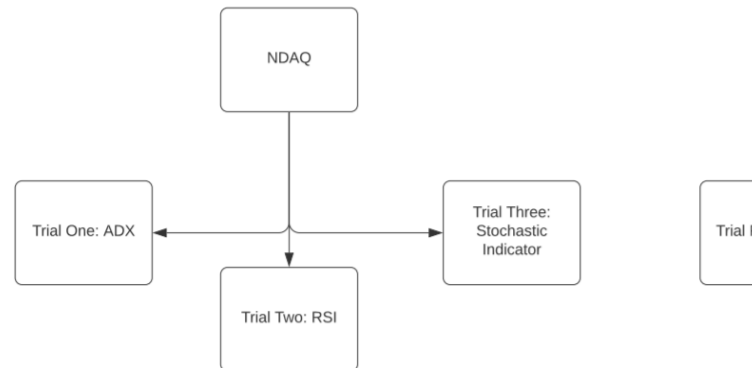 NDAQ
Trial One: ADX
Trial Three:
Stochastic
Indicator
Trial
Trial Two: RSI